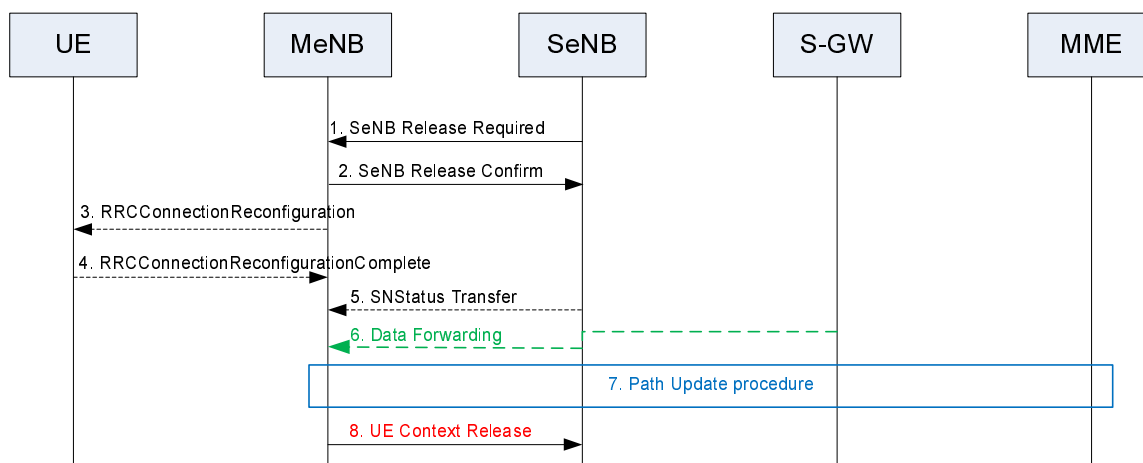 UE
MeNB
SeNB
S-GW
MME
1. SeNB Release Required
2. SeNB Release Confirm
3. RRCConnectionReconfiguration
4. RRCConnectionReconfigurationComplete
5. SNStatus Transfer
6. Data Forwarding
7. Path Update procedure
8. UE Context Release